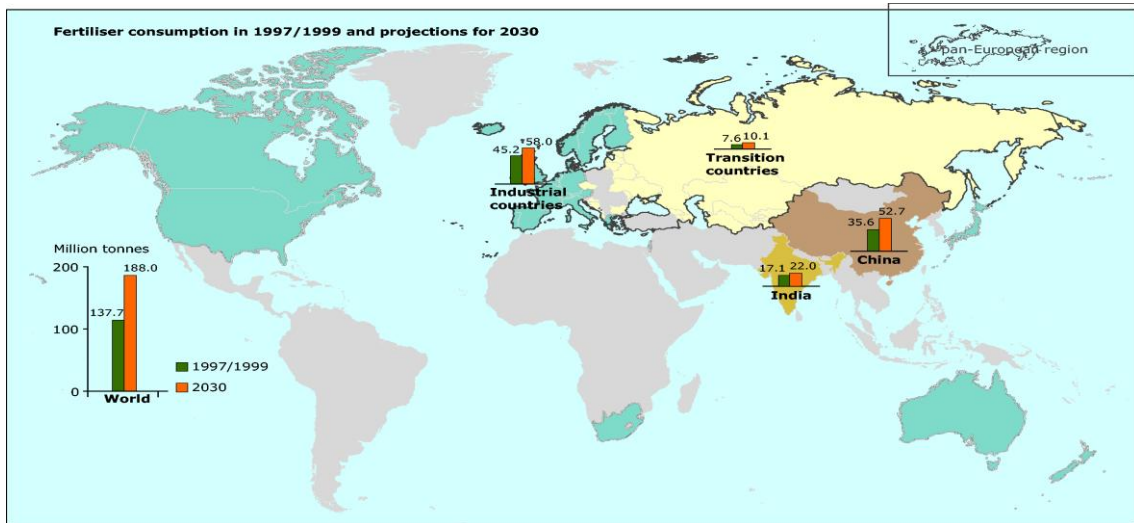 Fertiliser consumption in 1997/1999 and projections for 2030
pan-European region
45.2 58.0
Industrial
countries
7.6 10.1
Transition
countries
35.6 52.7
China
17.1 22.0
India
Million tonnes
200
188.0
137.7
100
0
World
1997/1999
2030